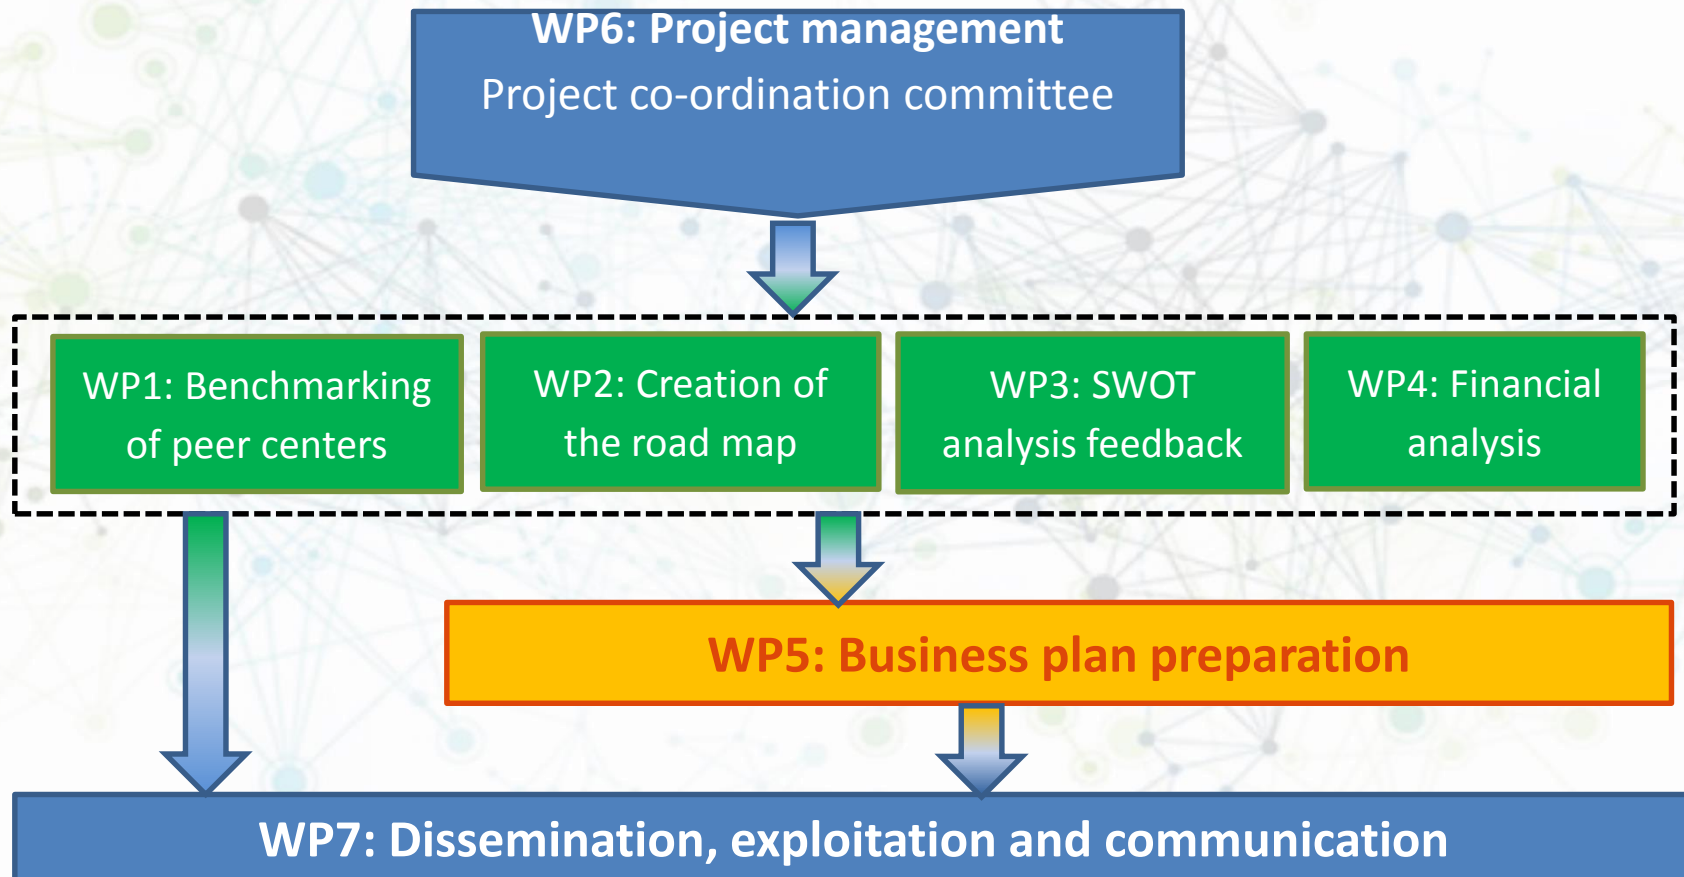 WP6: Project management
Project co-ordination committee
WP1: Benchmarking
of peer centers
WP2: Creation of
the road map
WP3: SWOT
analysis feedback
WP4: Financial
analysis
WP5: Business plan preparation
WP7: Dissemination, exploitation and communication